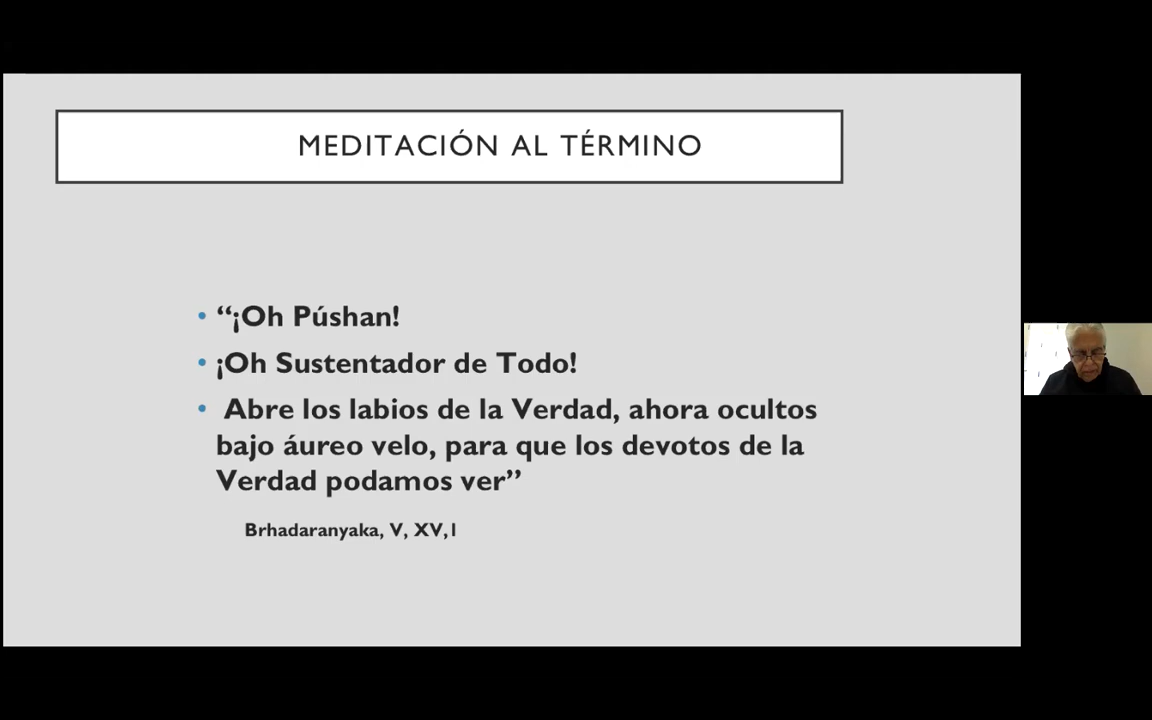 MEDITACIÓN AL TÉRMINO
• “¡Oh Púshan!
• ¡Oh Sustentador de Todo!
• Abre los labios de la Verdad, ahora ocultos
bajo áureo velo, para que los devotos de la
Verdad podamos ver”
Brhadaranyaka, V, XV,1